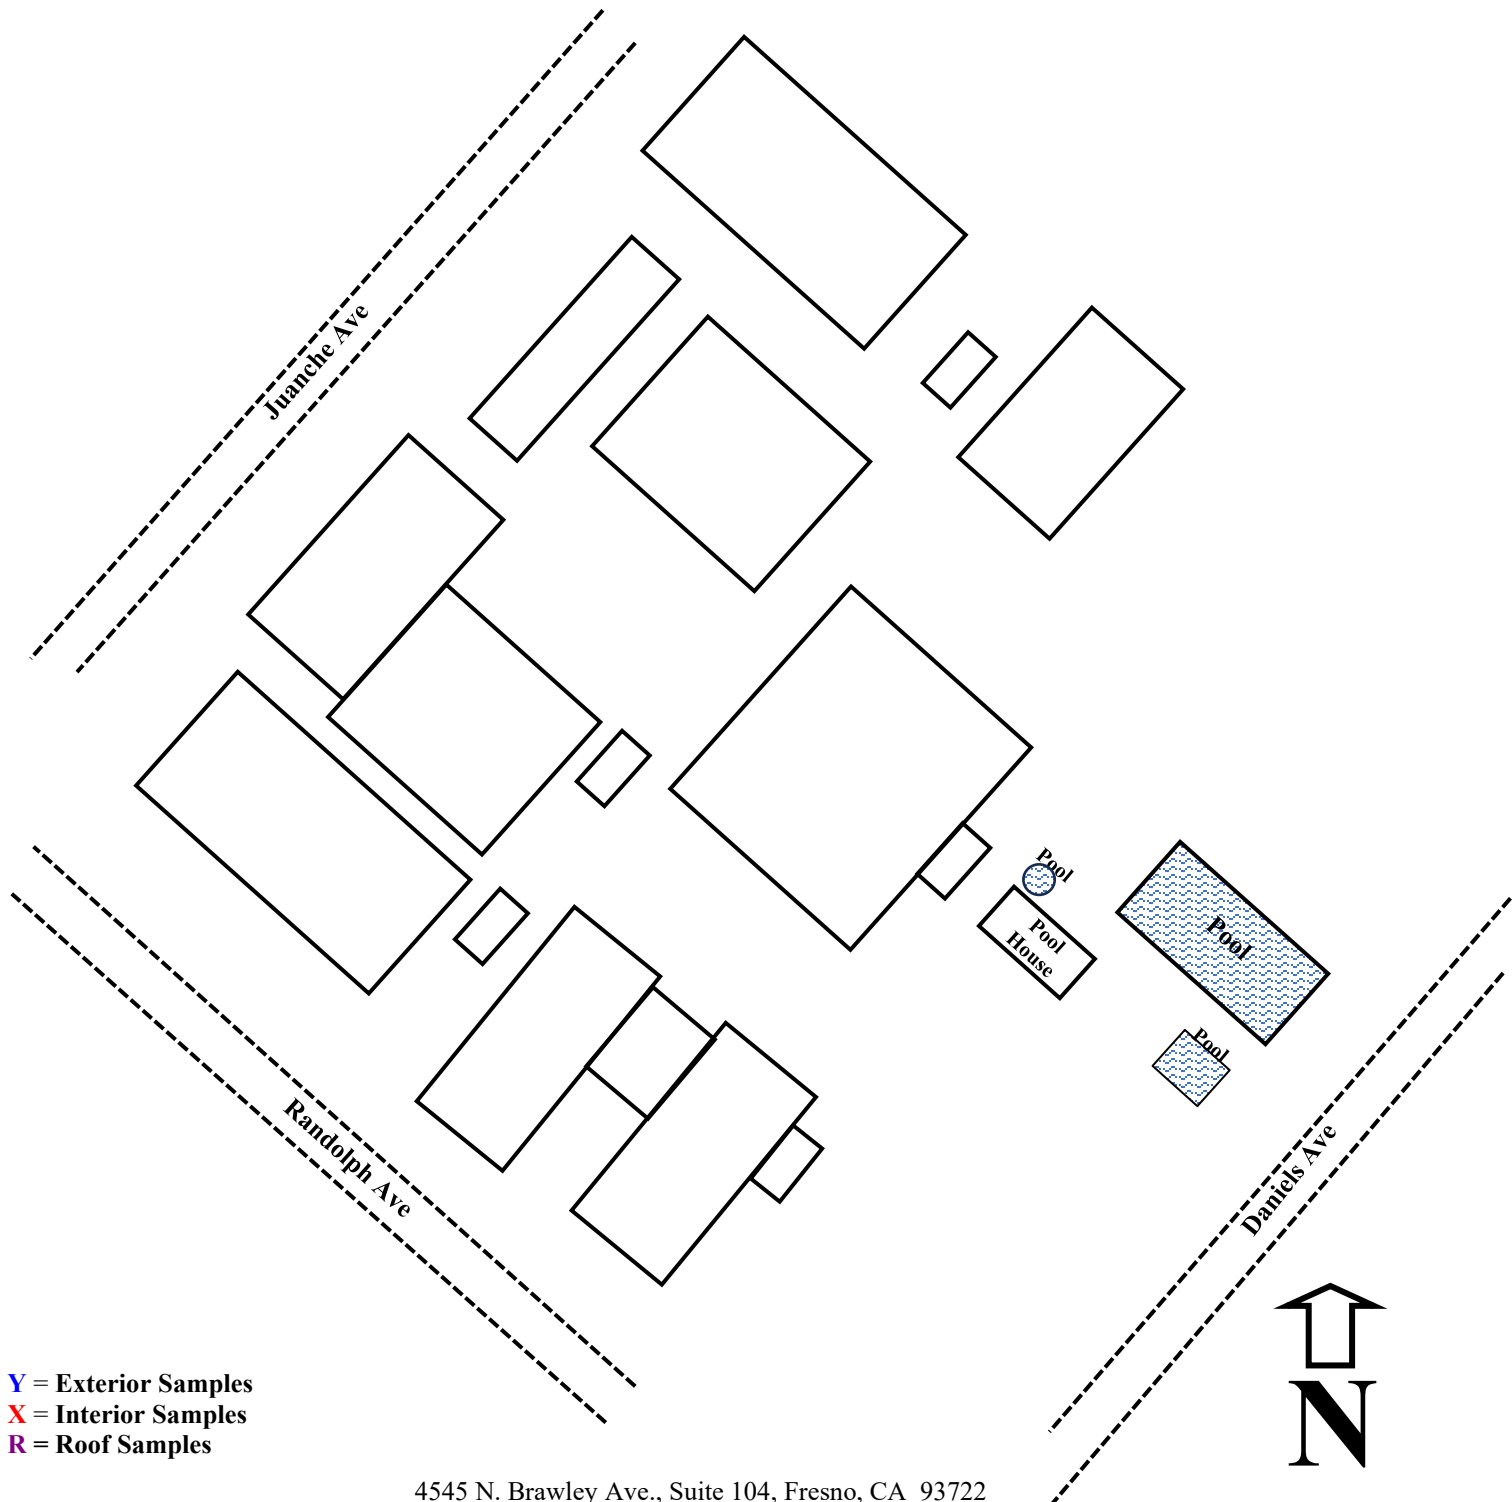 Juanche Ave
Pool
Pool
House
Pool
Pool
Randolph Ave
Daniels Ave
N
Y = Exterior Samples
X = Interior Samples
R = Roof Samples
4545 N. Brawley Ave., Suite 104, Fresno, CA 93722